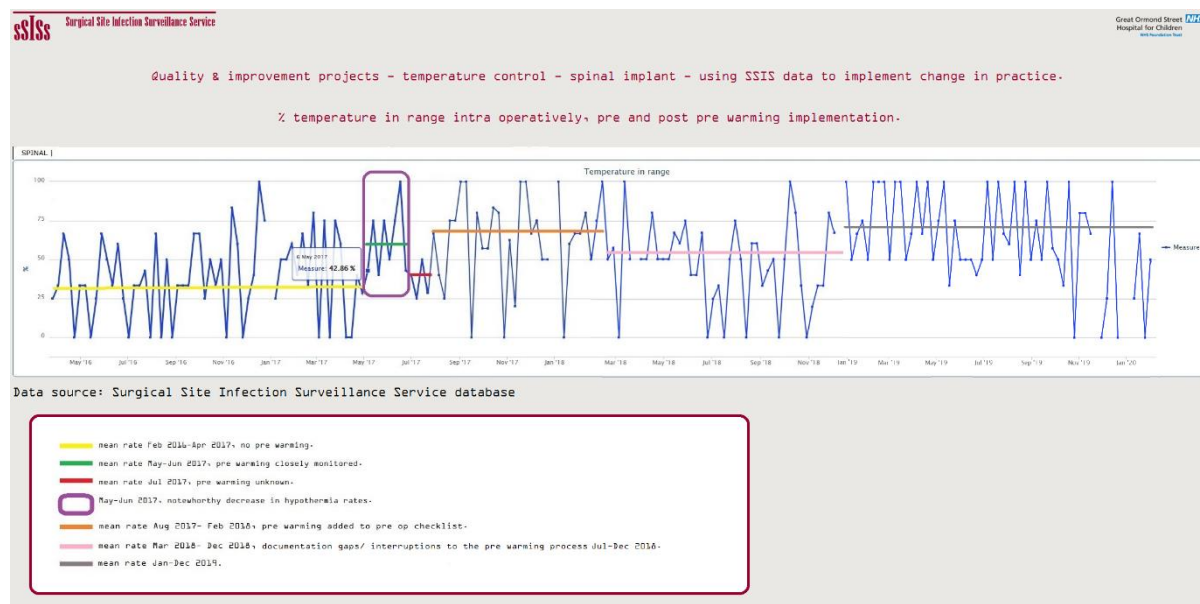 sSISs Surgical Site Infection Surveillance Service
Great Ormond Street NHS
Hospital for Children
NHS Foundation Trust
Quality & improvement projects - temperature control - spinal implant - using SSIS data to implement change in practice.
% temperature in range intra operatively, pre and post pre warming implementation.
SPINAL |
Temperature in range
100
75
50
25
0
%
6 May 2017
Measure: 42.86 %
Measure
May '16 Jul '16 Sep '16 Nov '16 Jan '17 Mar '17 May '17 Jul '17 Sep '17 Nov '17 Jan '18 Mar '18 May '18 Jul '18 Sep '18 Nov '18 Jan '19 Mar '19 May '19 Jul '19 Sep '19 Nov '19 Jan '20
Data source: Surgical Site Infection Surveillance Service database
mean rate Feb 2016-Apr 2017, no pre warming.
mean rate May-Jun 2017, pre warming closely monitored.
mean rate Jul 2017, pre warming unknown.
May-Jun 2017, notewhorthy decrease in hypothermia rates.
mean rate Aug 2017- Feb 2018, pre warming added to pre op checklist.
mean rate Mar 2018- Dec 2018, documentation gaps/ interruptions to the pre warming process Jul-Dec 2018.
mean rate Jan-Dec 2019.